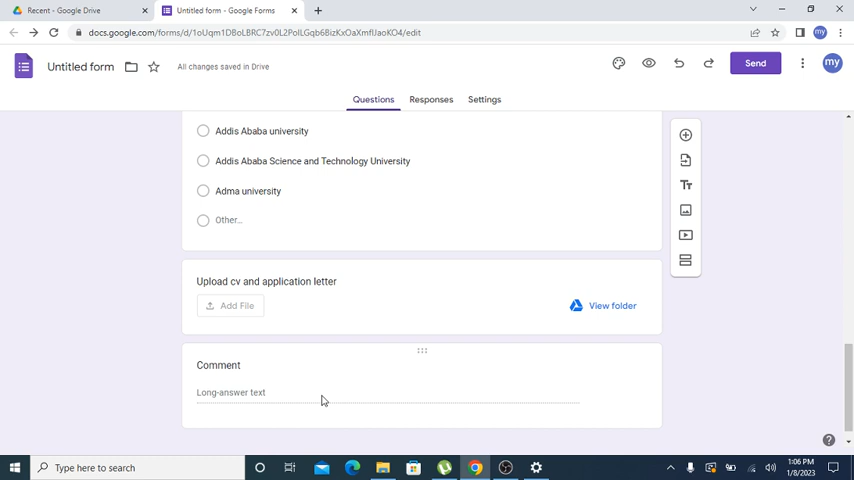 Recent - Google Drive
Untitled form - Google Forms
docs.google.com/forms/d/1oUqm1DBoLBRC7zv0L2PoILGqb6BizKxOaXmfIJaoKO4/edit
Untitled form
All changes saved in Drive
Send
my
Questions
Responses
Settings
Addis Ababa university
Addis Ababa Science and Technology University
Adma university
Other...
Upload cv and application letter
Add File
View folder
Comment
Long-answer text
Type here to search
1:06 PM
1/8/2023